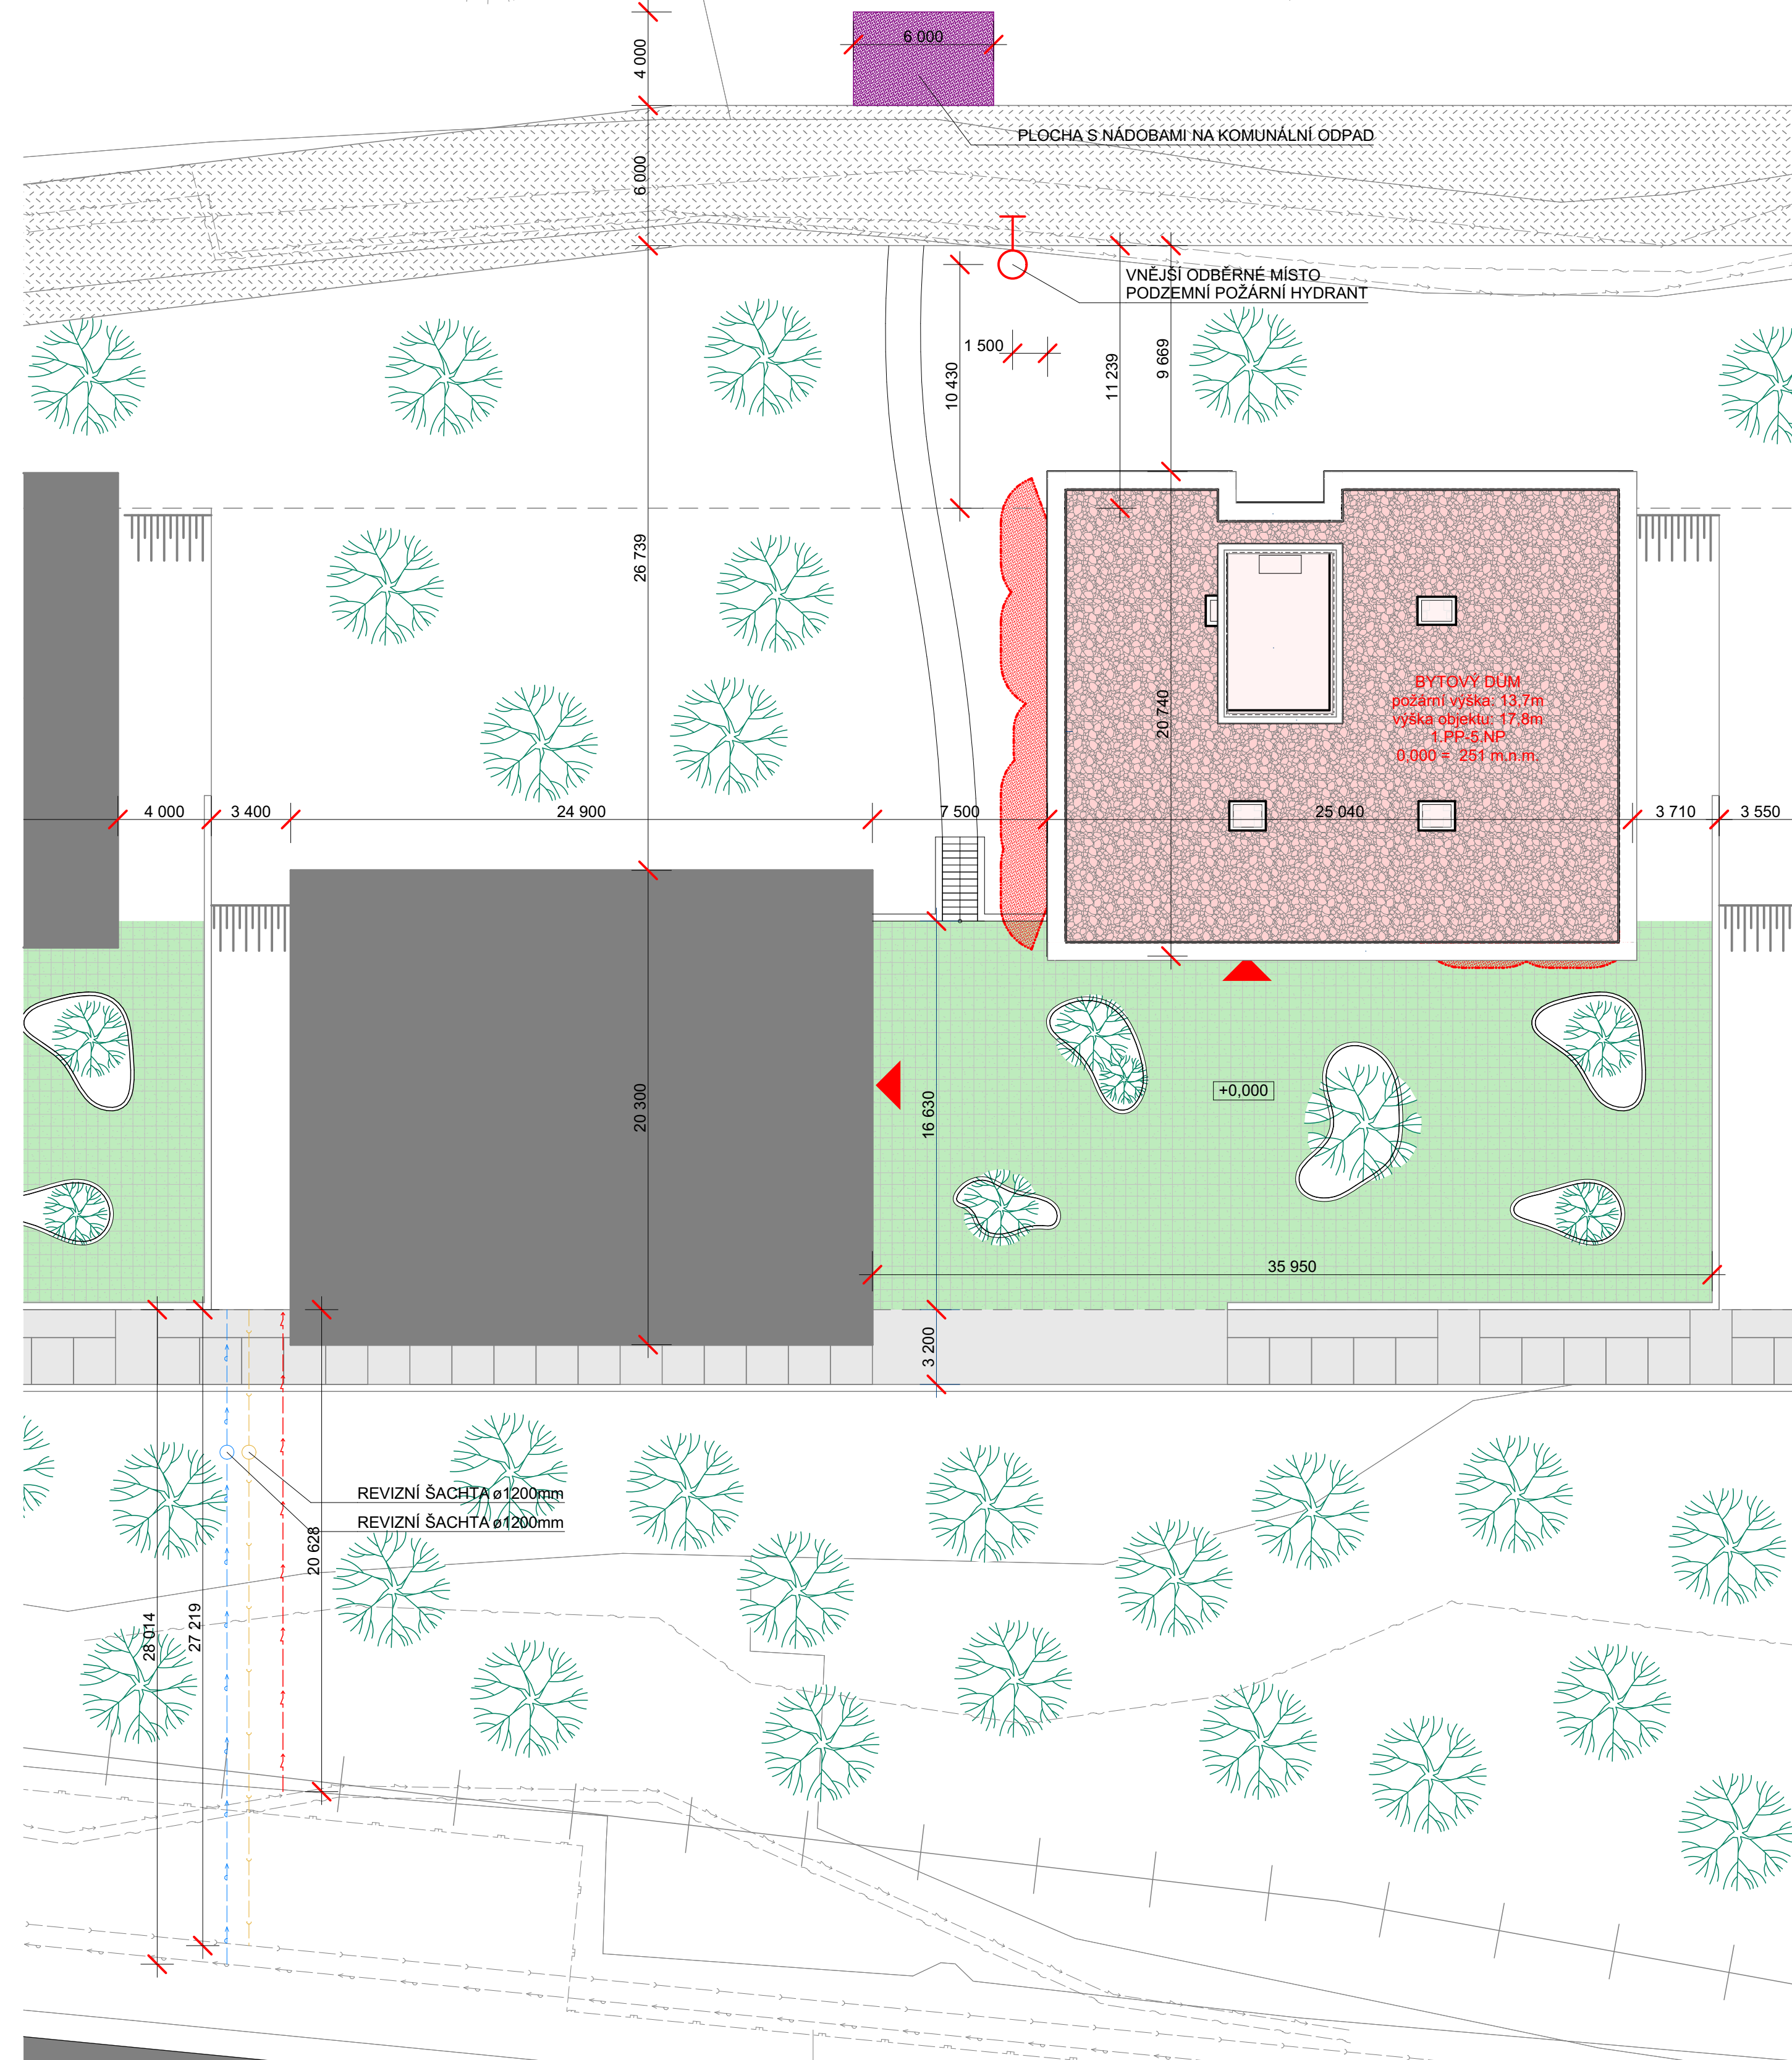 4 000
6 000
PLOCHA S NÁDOBAMI NA KOMUNÁLNÍ ODPAD
6 000
VNĚJŠÍ ODBĚRNÉ MÍSTO
PODZEMNÍ POŽÁRNÍ HYDRANT
1 500
10 430
11 239
9 669
26 739
BYTOVÝ DŮM
požární výška: 13,7m
výška objektu: 17,8m
1.PP-5.NP
0,000 = 251 m.n.m.
20 740
4 000
3 400
24 900
7 500
25 040
3 710
3 550
20 300
16 630
+0,000
35 950
3 200
REVIZNÍ ŠACHTA ø1200mm
REVIZNÍ ŠACHTA ø1200mm
20 628
28 014
27 219